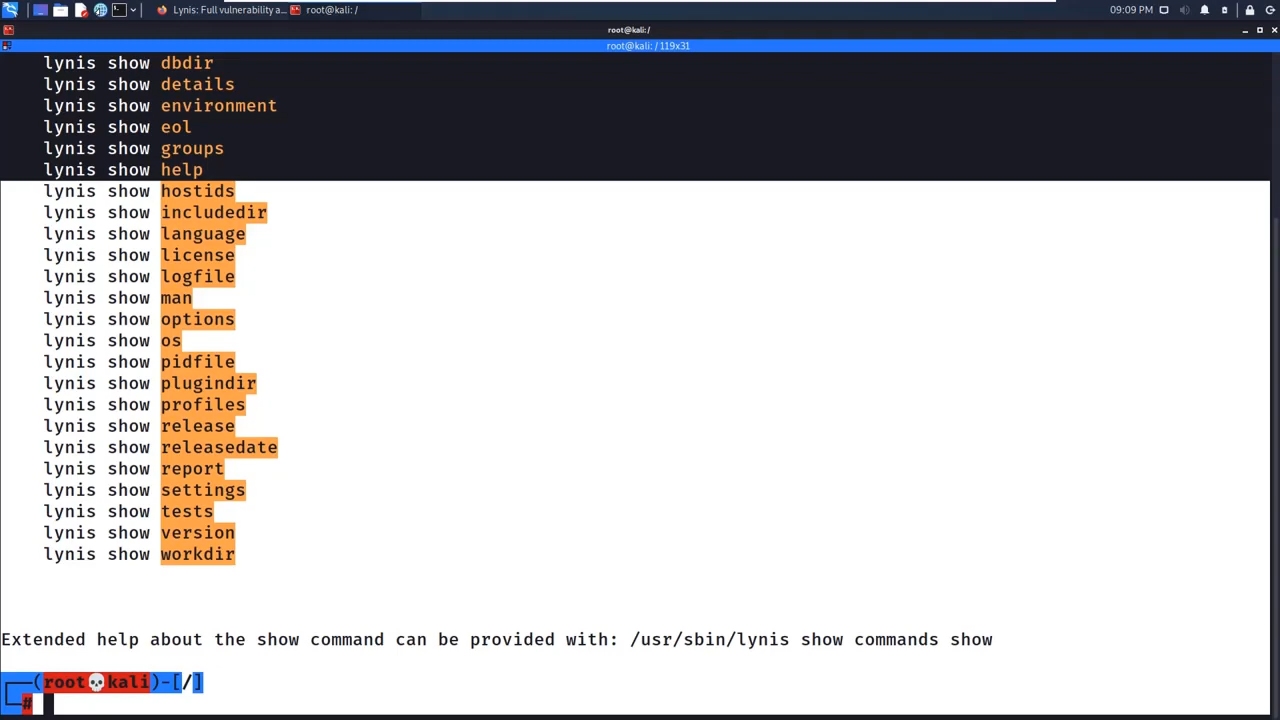 Lynis: Full vulnerability a...
root@kali: /
09:09 PM
root@kali:/
root@kali: / 119x31
lynis show dbdir
lynis show details
lynis show environment
lynis show eol
lynis show groups
lynis show help
lynis show hostids
lynis show includedir
lynis show language
lynis show license
lynis show logfile
lynis show man
lynis show options
lynis show os
lynis show pidfile
lynis show plugindir
lynis show profiles
lynis show release
lynis show releasedate
lynis show report
lynis show settings
lynis show tests
lynis show version
lynis show workdir
Extended help about the show command can be provided with: /usr/sbin/lynis show commands show
(root💀kali)-[/]
#